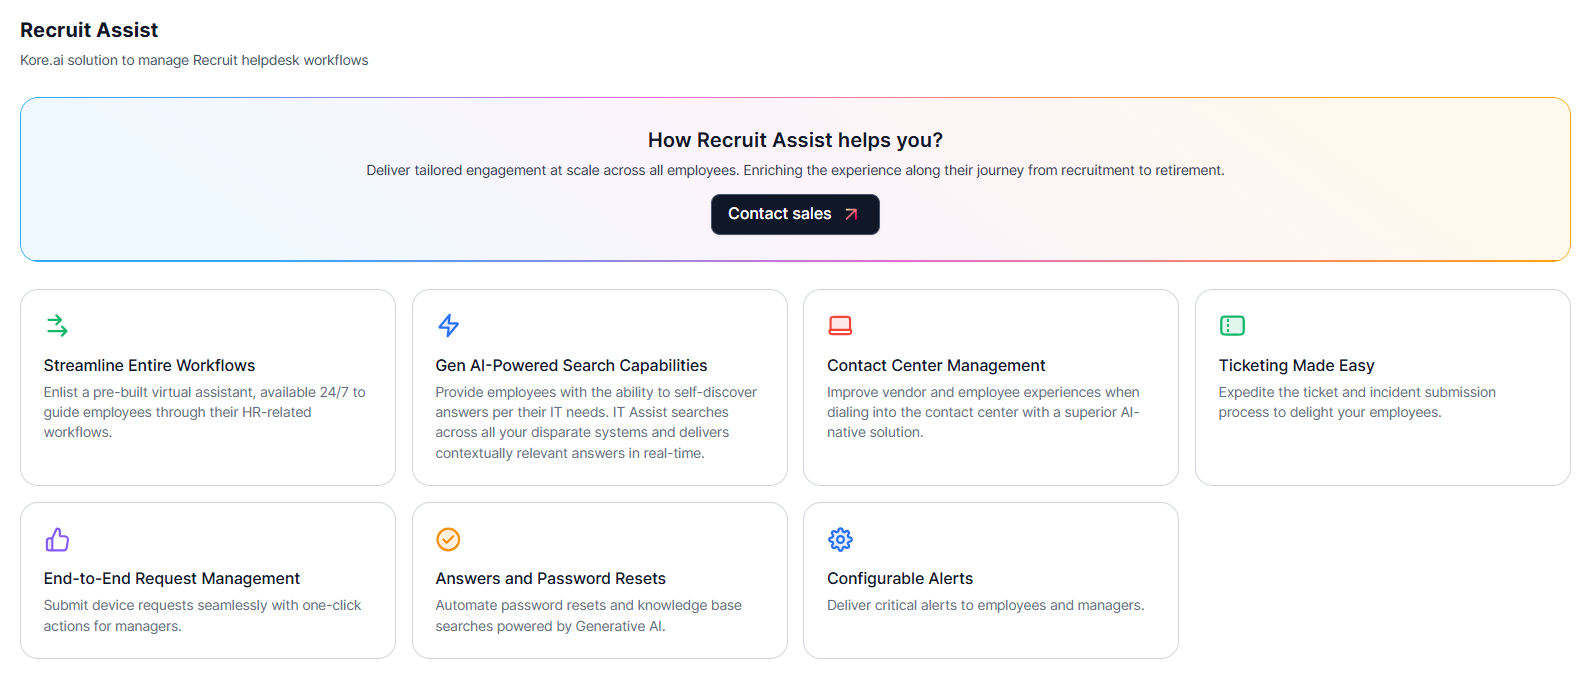 Recruit Assist
Kore.ai solution to manage Recruit helpdesk workflows
How Recruit Assist helps you?
Deliver tailored engagement at scale across all employees. Enriching the experience along their journey from recruitment to retirement.
Contact sales
Streamline Entire Workflows
Enlist a pre-built virtual assistant, available 24/7 to
guide employees through their HR-related
workflows.
Gen AI-Powered Search Capabilities
Provide employees with the ability to self-discover
answers per their IT needs. IT Assist searches
across all your disparate systems and delivers
contextually relevant answers in real-time.
Contact Center Management
Improve vendor and employee experiences when
dialing into the contact center with a superior AI-
native solution.
Ticketing Made Easy
Expedite the ticket and incident submission
process to delight your employees.
End-to-End Request Management
Submit device requests seamlessly with one-click
actions for managers.
Answers and Password Resets
Automate password resets and knowledge base
searches powered by Generative AI.
Configurable Alerts
Deliver critical alerts to employees and managers.